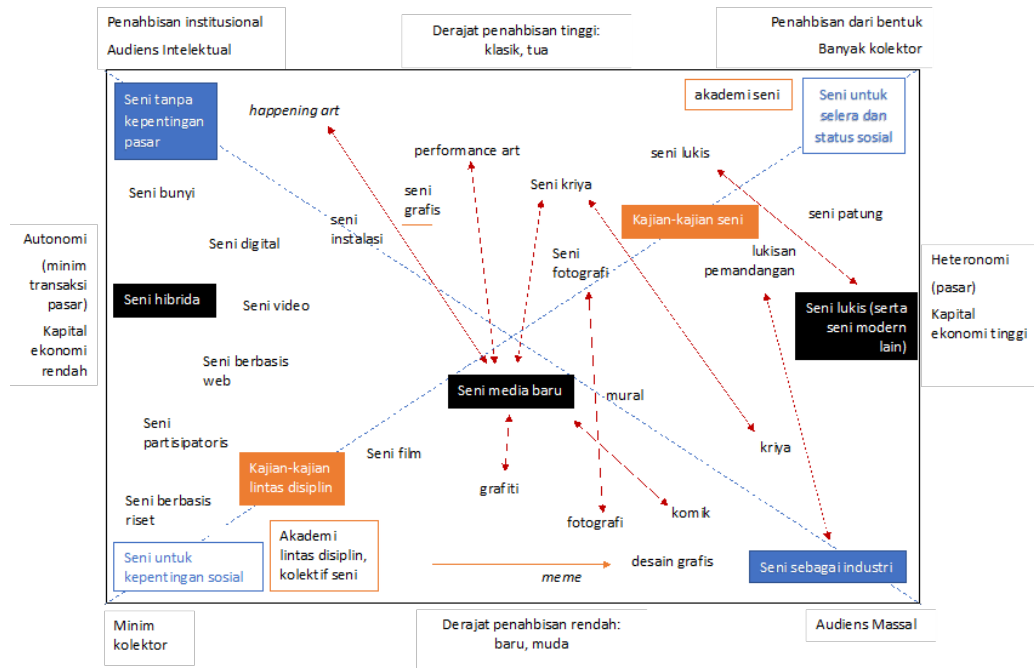 Penahbisan institusional
Audiens Intelektual
Derajat penahbisan tinggi:
klasik, tua
Penahbisan dari bentuk
Banyak kolektor
Seni tanpa
kepentingan
pasar
happening art
akademi seni
Seni untuk
selera dan
status sosial
performance art
seni lukis
Seni bunyi
seni
grafis
Seni kriya
seni
instalasi
Kajian-kajian seni
seni patung
Autonomi
(minim
transaksi
pasar)
Kapital
ekonomi
rendah
Seni digital
Seni
fotografi
lukisan
pemandangan
Heteronomi
(pasar)
Kapital
ekonomi tinggi
Seni hibrida
Seni video
Seni lukis (serta
seni modern
lain)
Seni berbasis
web
Seni media baru
mural
Seni
partisipatoris
Seni film
kriya
Kajian-kajian
lintas disiplin
grafiti
Seni berbasis
riset
fotografi
komik
Akademi
lintas disiplin,
kolektif seni
Seni untuk
kepentingan sosial
meme
desain grafis
Seni sebagai industri
Minim
kolektor
Derajat penahbisan rendah:
baru, muda
Audiens Massal